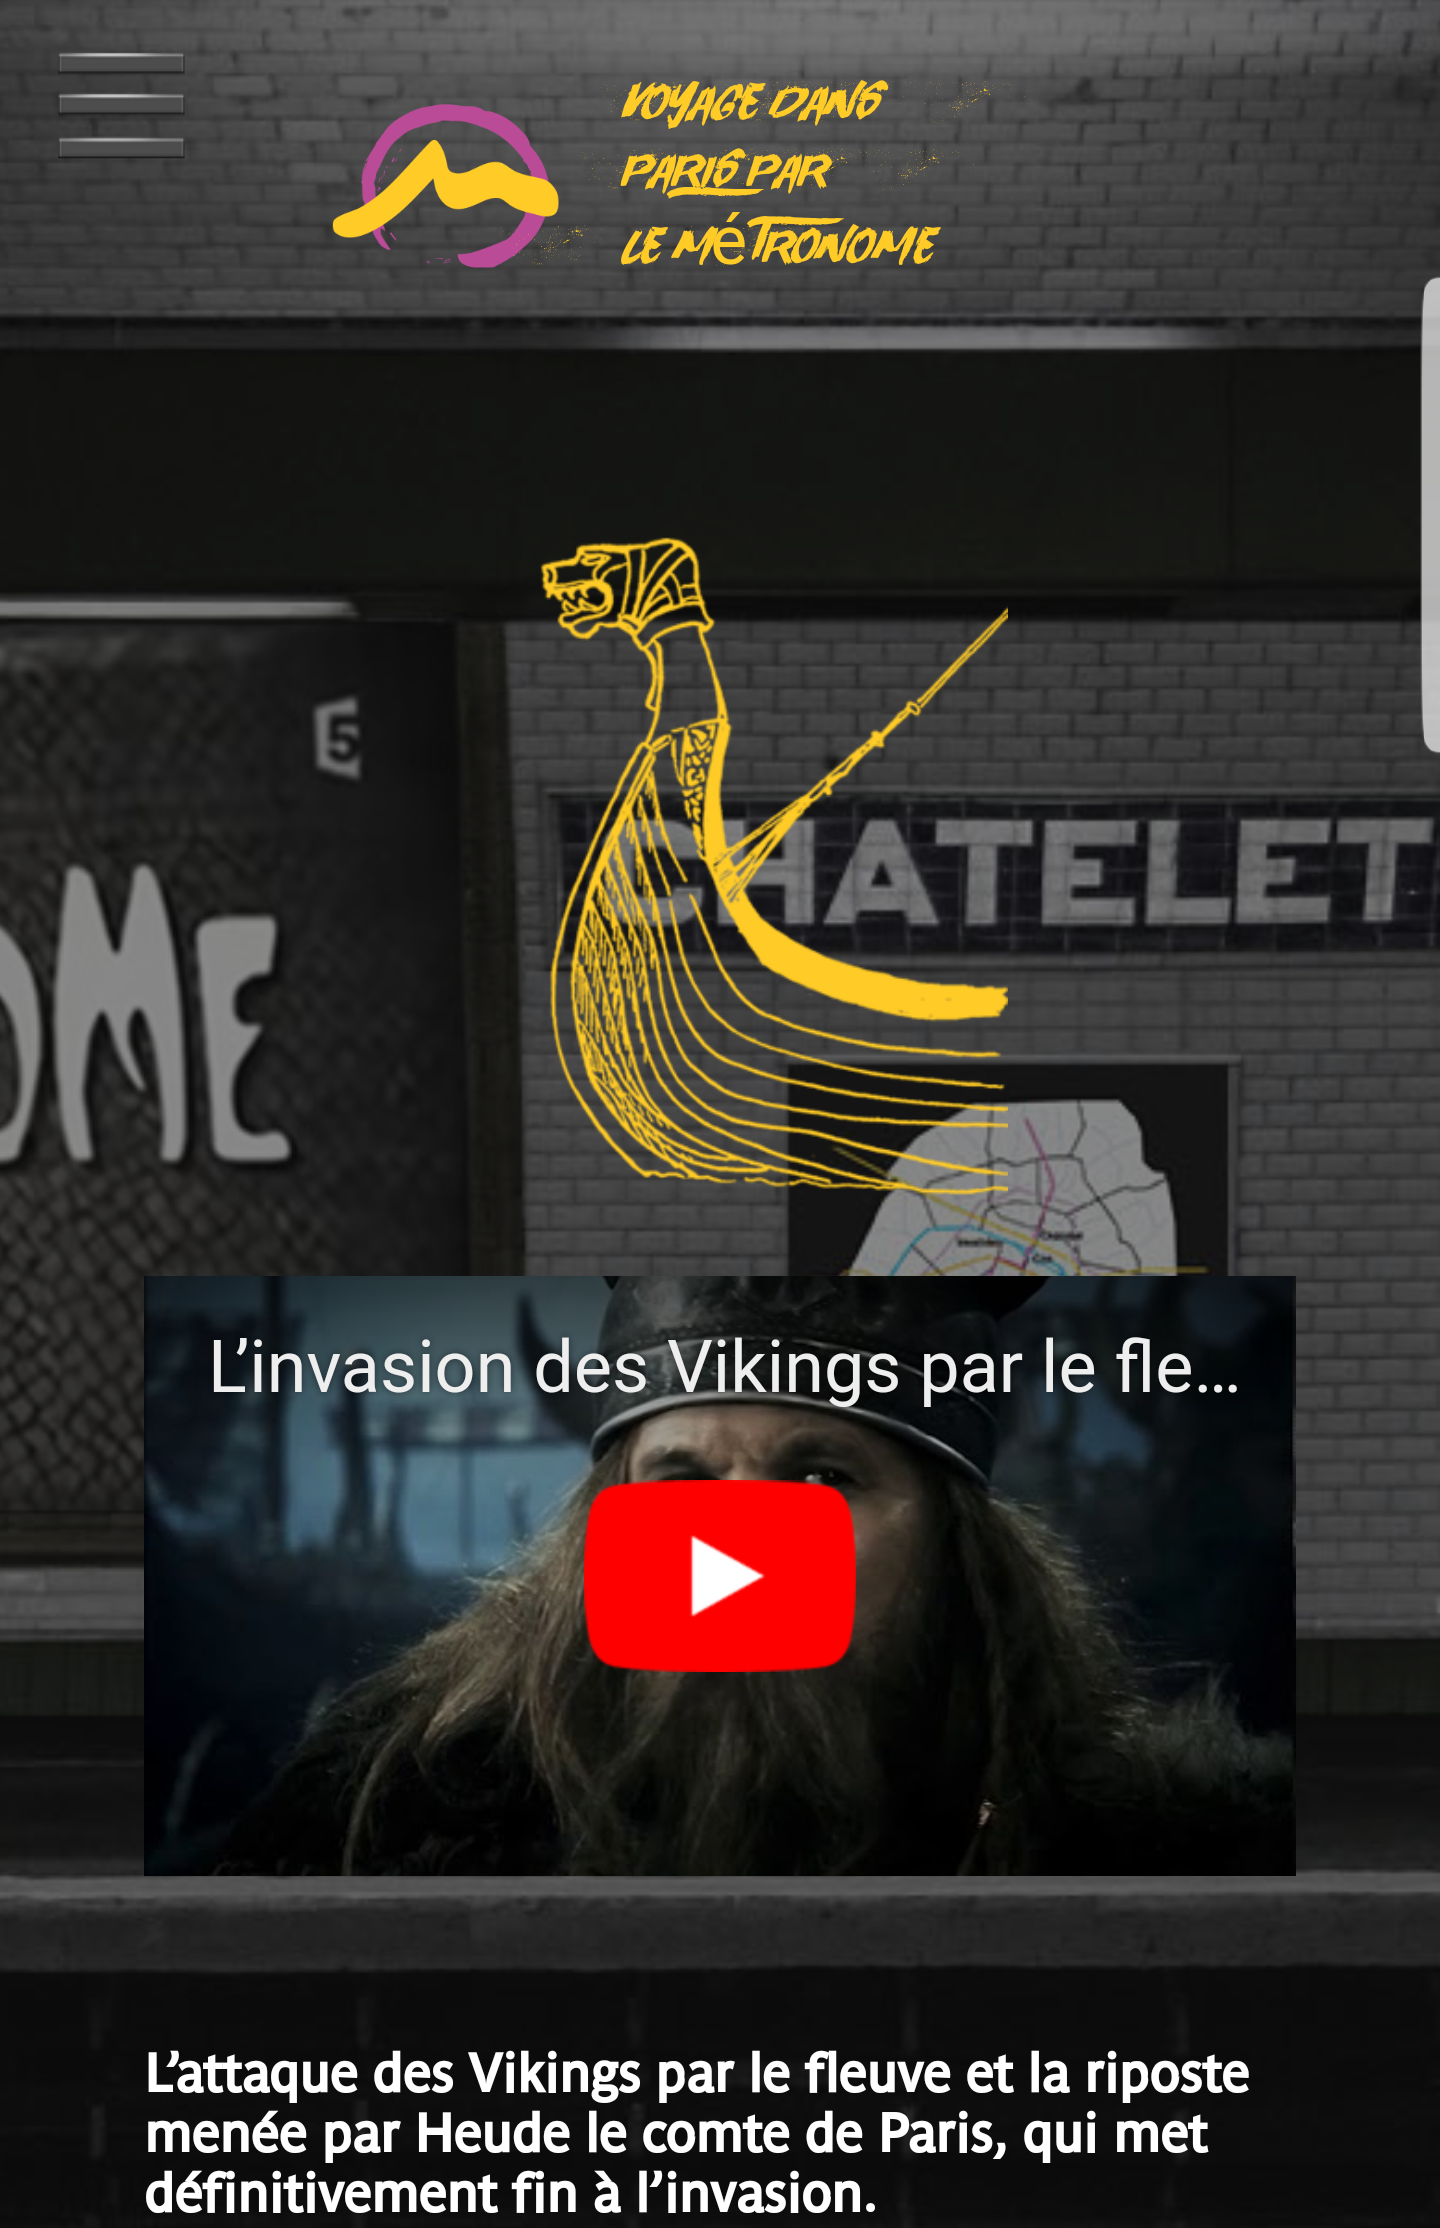 VOYAGE DANS
PARIS PAR
LE MéTRONOME
5
OME
CHATELET
L’invasion des Vikings par le fle...
L’attaque des Vikings par le fleuve et la riposte
menée par Heude le comte de Paris, qui met
définitivement fin à l’invasion.